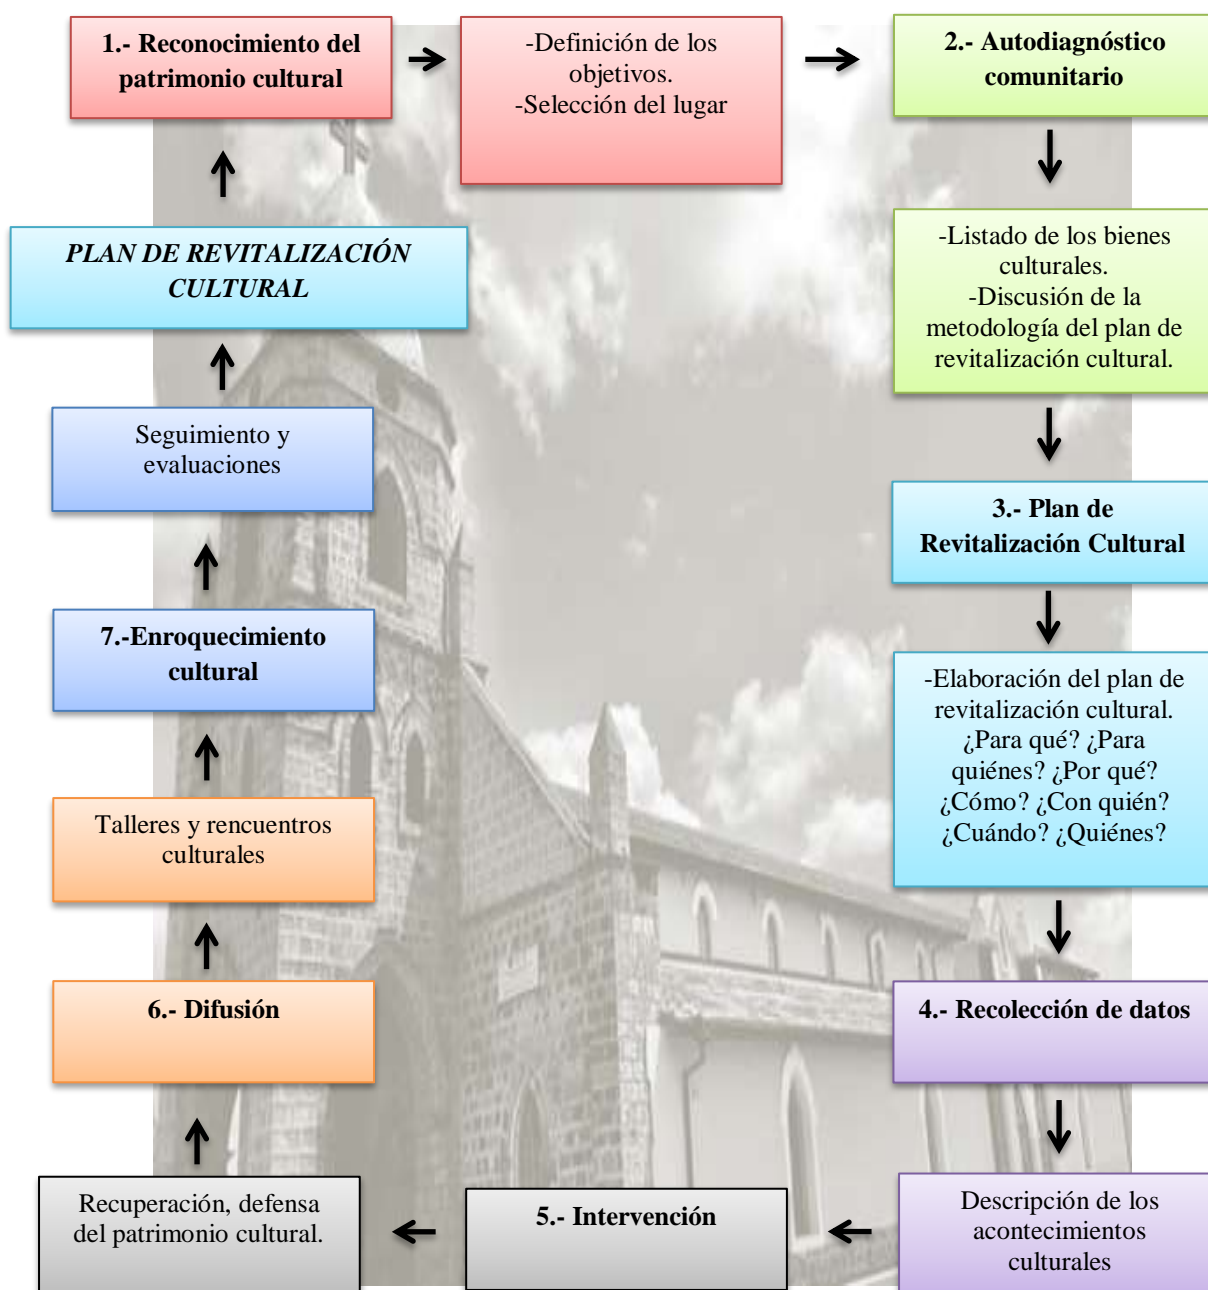 1.- Reconocimiento del
patrimonio cultural
-Definición de los
objetivos.
-Selección del lugar
2.- Autodiagnóstico
comunitario
-Listado de los bienes
culturales.
-Discusión de la
metodología del plan de
revitalización cultural.
3.- Plan de
Revitalización Cultural
-Elaboración del plan de
revitalización cultural.
¿Para qué? ¿Para
quiénes? ¿Por qué?
¿Cómo? ¿Con quién?
¿Cuándo? ¿Quiénes?
4.- Recolección de datos
Descripción de los
acontecimientos
culturales
5.- Intervención
Recuperación, defensa
del patrimonio cultural.
6.- Difusión
Talleres y rencuentros
culturales
7.-Enroquecimiento
cultural
Seguimiento y
evaluaciones
PLAN DE REVITALIZACIÓN
CULTURAL